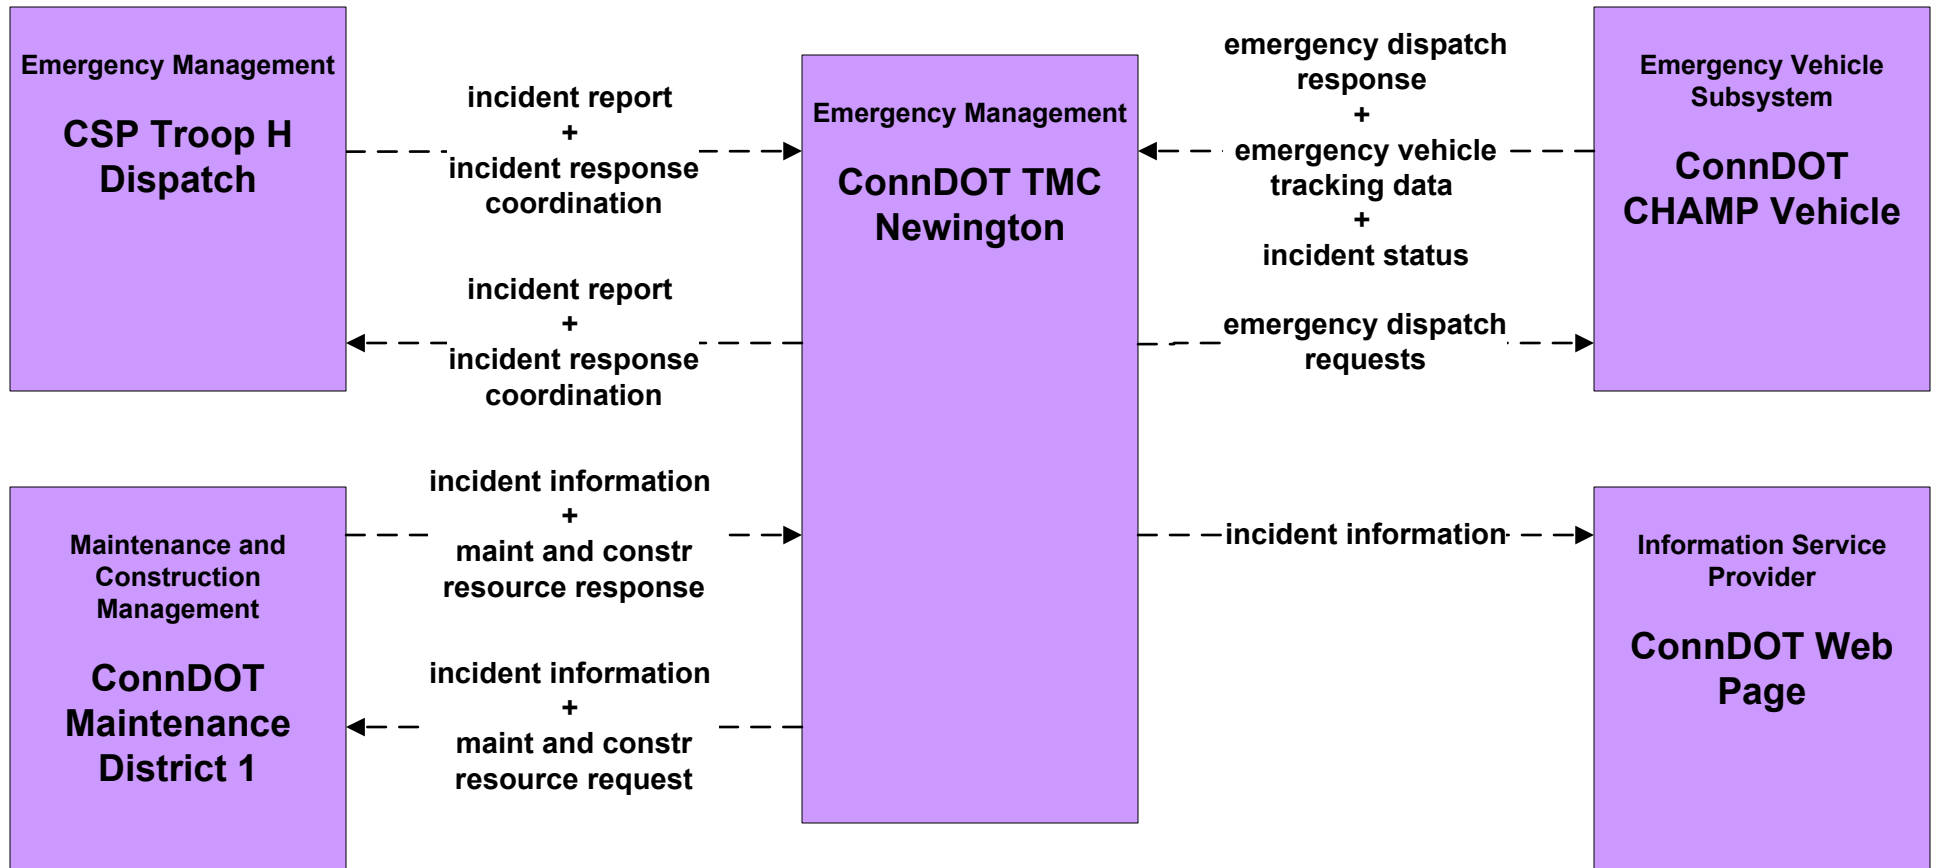 Emergency Management
CSP Troop H
Dispatch
incident report
+
incident response
coordination
incident report
+
incident response
coordination
Emergency Management
ConnDOT TMC
Newington
emergency dispatch
response
+
emergency vehicle
tracking data
+
incident status
emergency dispatch
requests
Emergency Vehicle
Subsystem
ConnDOT
CHAMP Vehicle
Maintenance and
Construction
Management
ConnDOT
Maintenance
District 1
incident information
+
maint and constr
resource response
incident information
+
maint and constr
resource request
incident information
Information Service
Provider
ConnDOT Web
Page